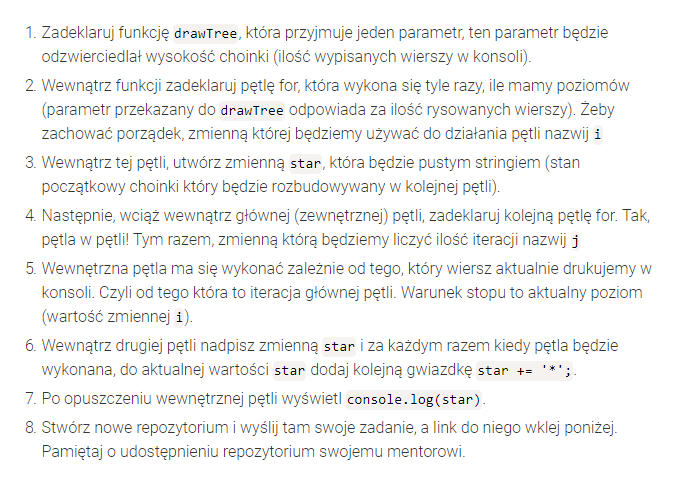 1. Zadeklaruj funkcję drawTree, która przyjmuje jeden parametr, ten parametr będzie
odzwierciedlał wysokość choinki (ilość wypisanych wierszy w konsoli).
2. Wewnątrz funkcji zadeklaruj pętlę for, która wykona się tyle razy, ile mamy poziomów
(parametr przekazany do drawTree odpowiada za ilość rysowanych wierszy). Żeby
zachować porządek, zmienną której będziemy używać do działania pętli nazwij i
3. Wewnątrz tej pętli, utwórz zmienną star, która będzie pustym stringiem (stan
początkowy choinki który będzie rozbudowywany w kolejnej pętli).
4. Następnie, wciąż wewnątrz głównej (zewnętrznej) pętli, zadeklaruj kolejną pętlę for. Tak,
pętla w pętli! Tym razem, zmienną którą będziemy liczyć ilość iteracji nazwij j
5. Wewnętrzna pętla ma się wykonać zależnie od tego, który wiersz aktualnie drukujemy w
konsoli. Czyli od tego która to iteracja głównej pętli. Warunek stopu to aktualny poziom
(wartość zmiennej i).
6. Wewnątrz drugiej pętli nadpisz zmienną star i za każdym razem kiedy pętla będzie
wykonana, do aktualnej wartości star dodaj kolejną gwiazdkę star += '*';.
7. Po opuszczeniu wewnętrznej pętli wyświetl console.log(star).
8. Stwórz nowe repozytorium i wyślij tam swoje zadanie, a link do niego wklej poniżej.
Pamiętaj o udostępnieniu repozytorium swojemu mentorowi.